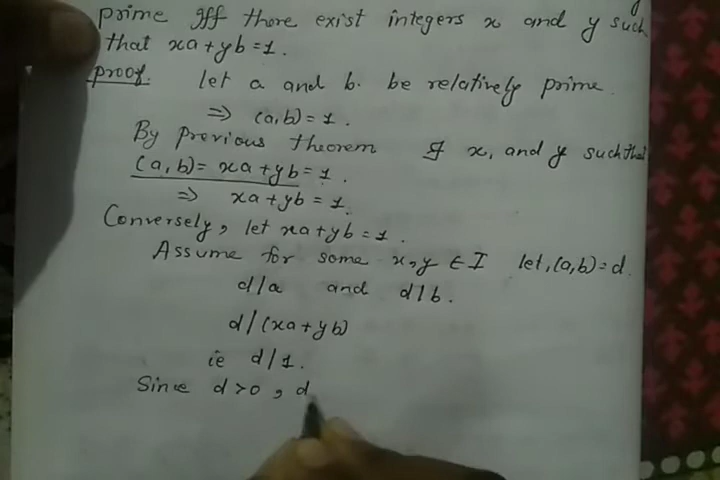 prime iff there exist integers x and y such
that xa+yb=1.
proof. let a and b. be relatively prime.
⇒ (a,b)=1.
By previous theorem ∃ x, and y such that
(a,b)= xa+yb=1.
⇒ xa+yb=1.
Conversely, let xa+yb=1.
Assume for some x,y ∈ I let,(a,b)=d.
d/a and d/b.
d/(xa+yb)
ie d/1.
Since d>0, d